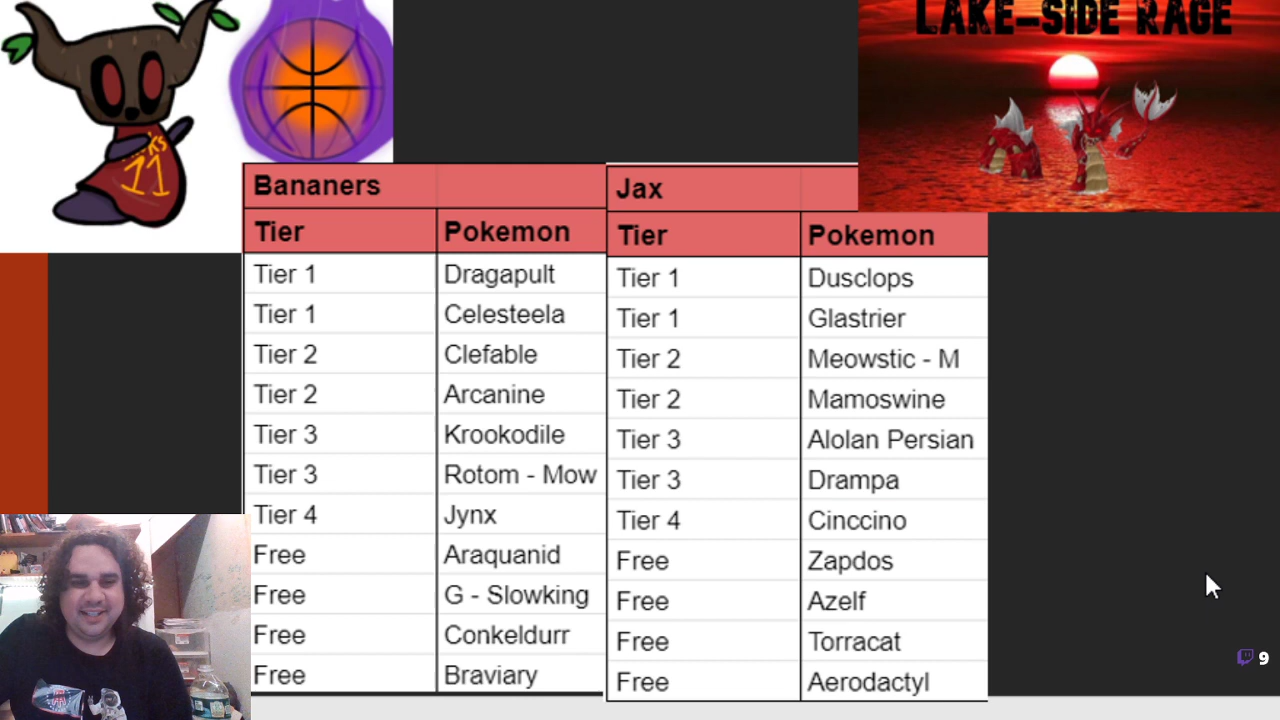 LAKE-SIDE RAGE
11
Bananers
Tier Pokemon
Tier 1 Dragapult
Tier 1 Celesteela
Tier 2 Clefable
Tier 2 Arcanine
Tier 3 Krookodile
Tier 3 Rotom - Mow
Tier 4 Jynx
Free Araquanid
Free G - Slowking
Free Conkeldurr
Free Braviary
Jax
Tier Pokemon
Tier 1 Dusclops
Tier 1 Glastrier
Tier 2 Meowstic - M
Tier 2 Mamoswine
Tier 3 Alolan Persian
Tier 3 Drampa
Tier 4 Cinccino
Free Zapdos
Free Azelf
Free Torracat
Free Aerodactyl
9